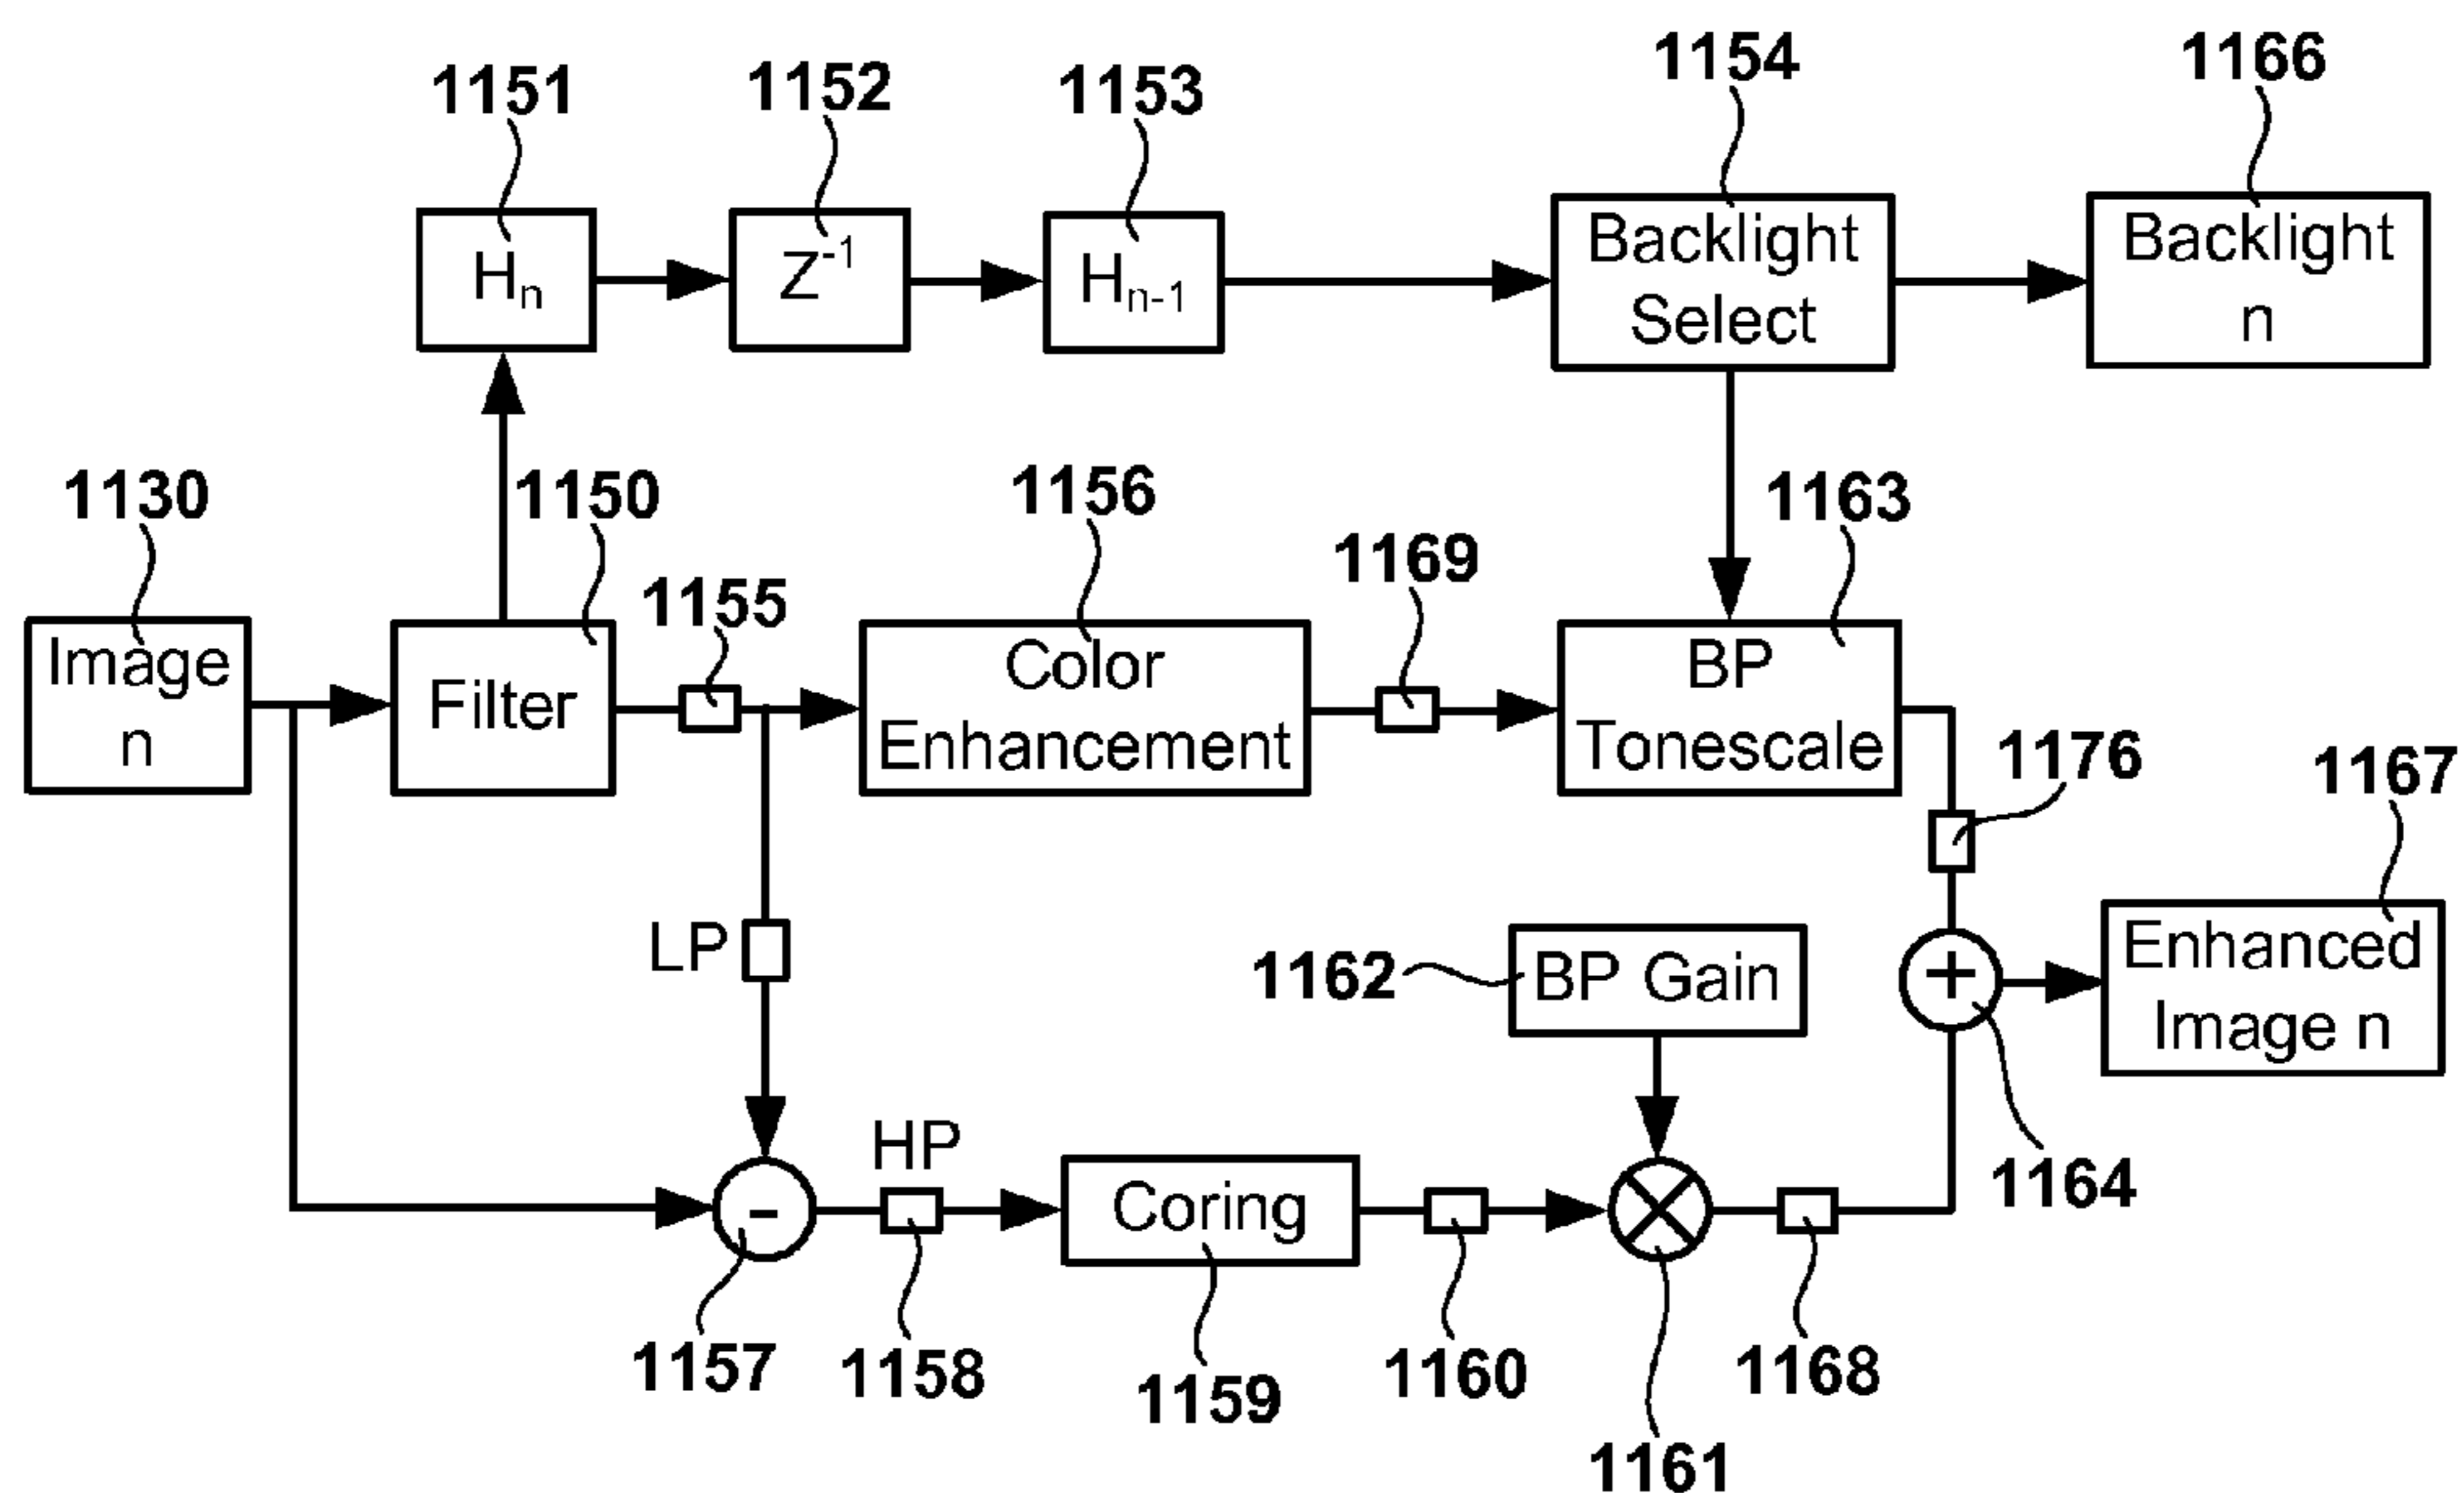 1151
1152
1153
1154
1166
Hn
Z-1
Hn-1
Backlight
Select
Backlight
n
1130
1150
1155
1156
1169
1163
Image
n
Filter
Color
Enhancement
BP
Tonescale
1176
1167
LP
1162
BP Gain
Enhanced
Image n
+
1164
HP
-
Coring
1157
1158
1159
1160
1161
1168